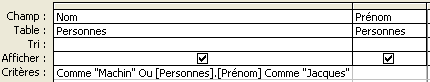 Champ : Nom Prénom
Table : Personnes Personnes
Tri :
Afficher :
Critères : Comme "Machin" Ou [Personnes].[Prénom] Comme "Jacques"